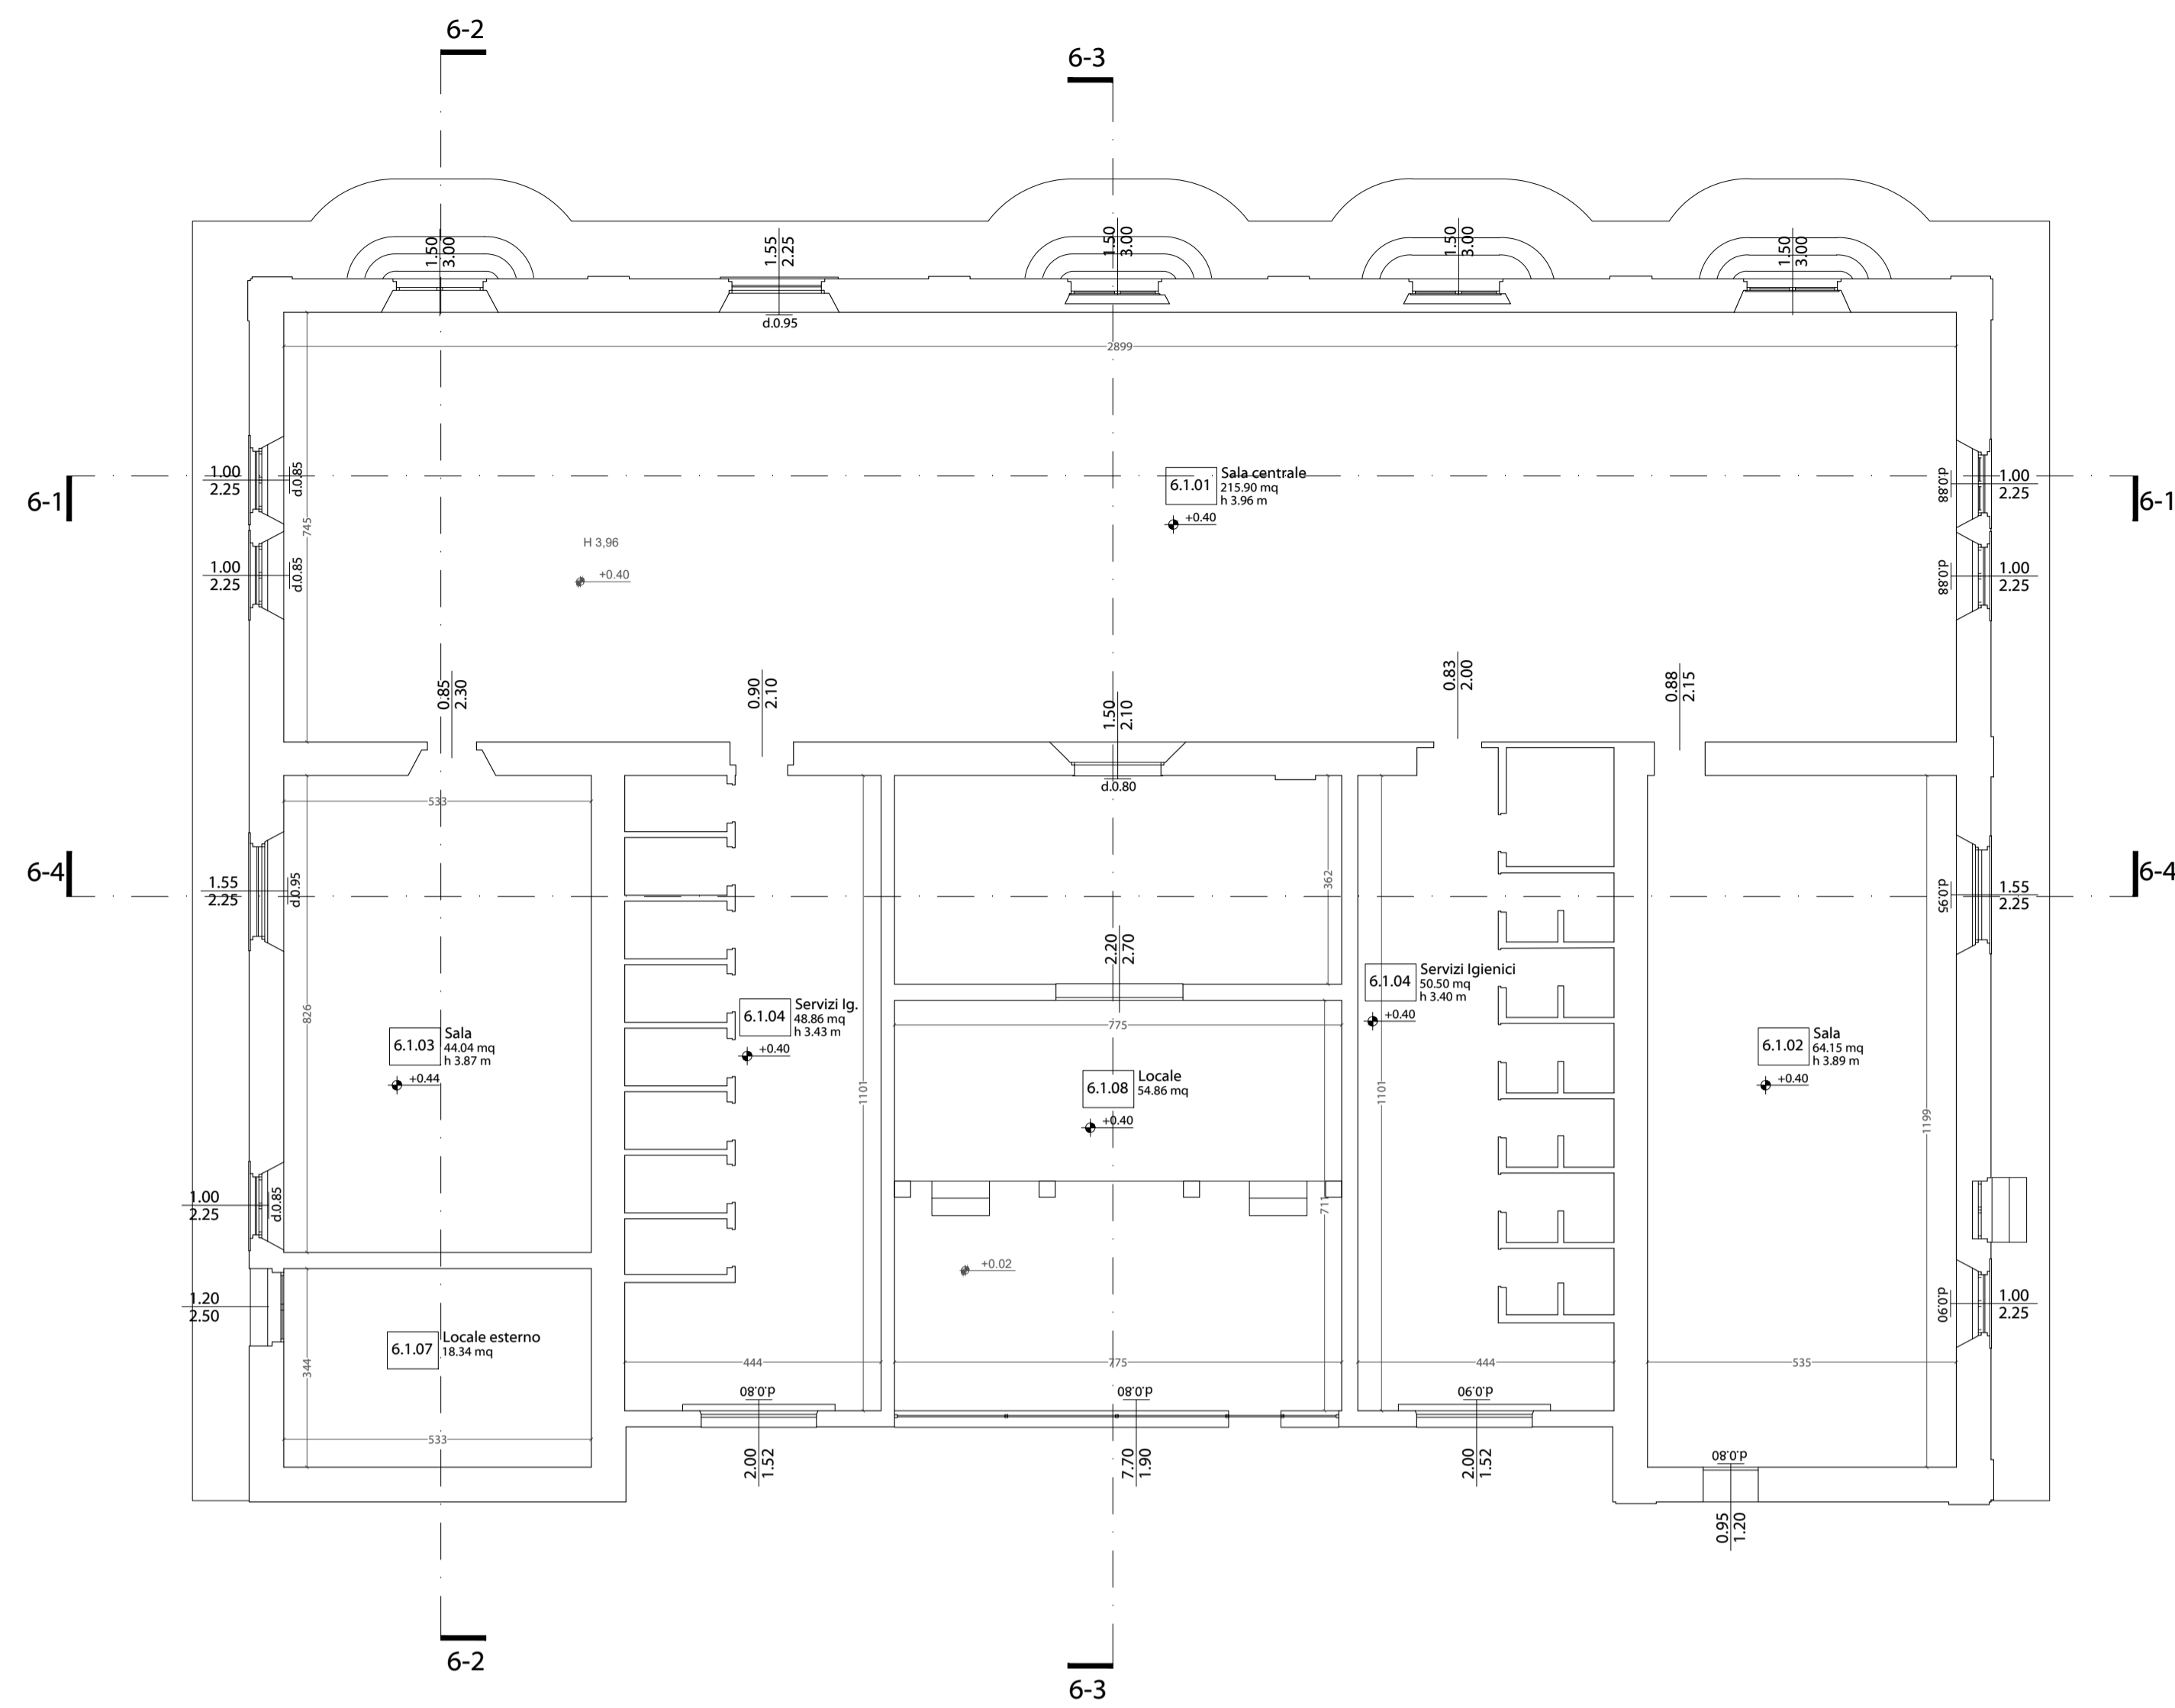 6-2
6-3
1.50
3.00
1.55
2.25
1.50
3.00
1.50
3.00
1.50
3.00
d.0.95
2899
6-1
1.00
2.25
d.0.85
745
6.1.01
Sala centrale
215.90 mq
h 3.96 m
+0.40
d.0.88
1.00
2.25
6-1
H 3,96
+0.40
1.00
2.25
d.0.85
d.0.88
1.00
2.25
0.85
2.30
0.90
2.10
1.50
2.10
0.83
2.00
0.88
2.15
d.0.80
533
6-4
1.55
2.25
d.0.95
362
d.0.95
1.55
2.25
6-4
2.20
2.70
826
6.1.03
Sala
44.04 mq
h 3.87 m
+0.44
6.1.04
Servizi Ig.
48.86 mq
h 3.43 m
+0.40
1101
775
6.1.08
Locale
54.86 mq
+0.40
6.1.04
Servizi Igienici
50.50 mq
h 3.40 m
+0.40
1101
6.1.02
Sala
64.15 mq
h 3.89 m
+0.40
1199
1.00
2.25
d.0.85
711
+0.02
1.20
2.50
d.0.90
1.00
2.25
6.1.07
Locale esterno
18.34 mq
344
533
444
775
444
535
d.0.80
d.0.80
d.0.90
d.0.80
2.00
1.52
7.70
1.90
2.00
1.52
0.95
1.20
6-2
6-3